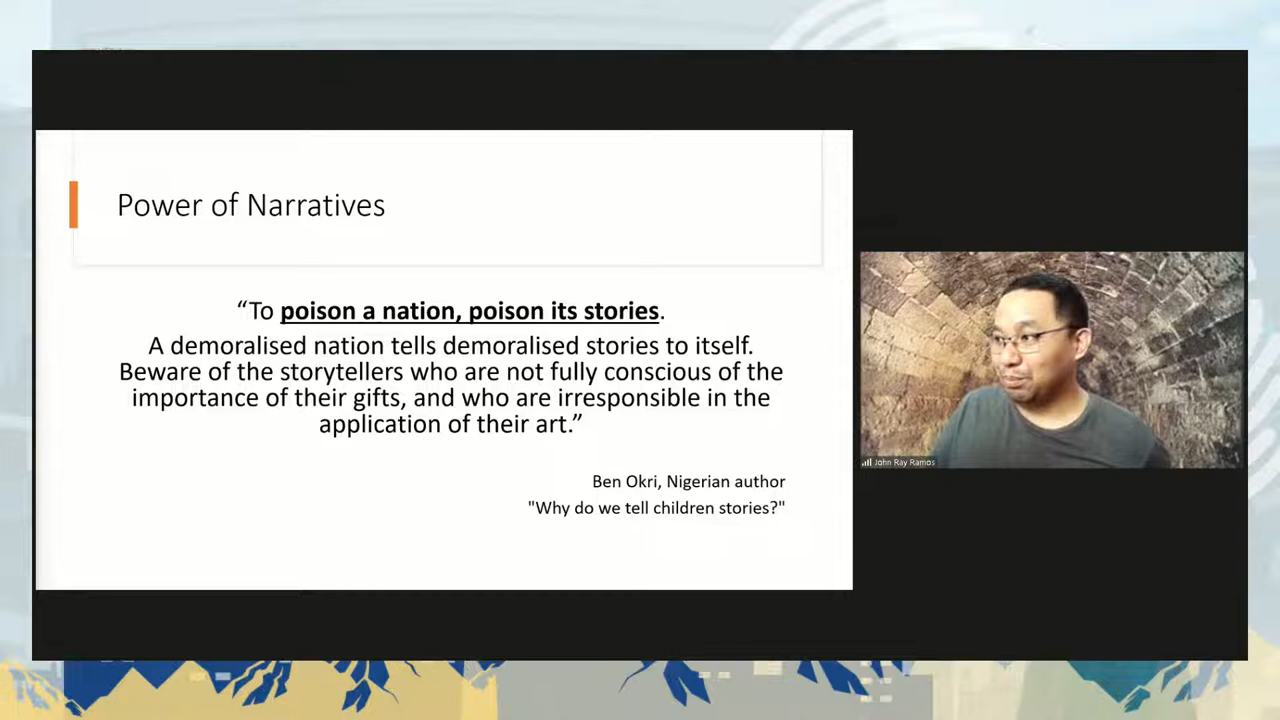 Power of Narratives
“To poison a nation, poison its stories.
A demoralised nation tells demoralised stories to itself.
Beware of the storytellers who are not fully conscious of the
importance of their gifts, and who are irresponsible in the
application of their art.”
Ben Okri, Nigerian author
"Why do we tell children stories?"
John Ray Ramos